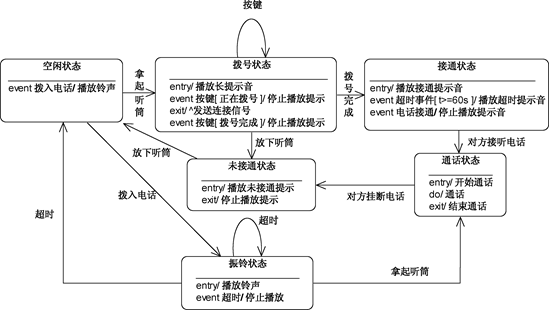 按键
空闲状态
event 拨入电话/ 播放铃声
拿起听筒
拨号状态
entry/ 播放长提示音
event 按键[ 正在拨号 ]/ 停止播放提示
exit/ ^发送连接信号
event 按键[ 拨号完成 ]/ 停止播放提示
拨号完成
接通状态
entry/ 播放接通提示音
event 超时事件[ t>=60s ]/ 播放超时提示音
event 电话接通/ 停止播放提示音
放下听筒
放下听筒
对方接听电话
未接通状态
entry/ 播放未接通提示
exit/ 停止播放提示
通话状态
entry/ 开始通话
do/ 通话
exit/ 结束通话
拨入电话
对方挂断电话
超时
超时
振铃状态
entry/ 播放铃声
event 超时/ 停止播放
拿起听筒